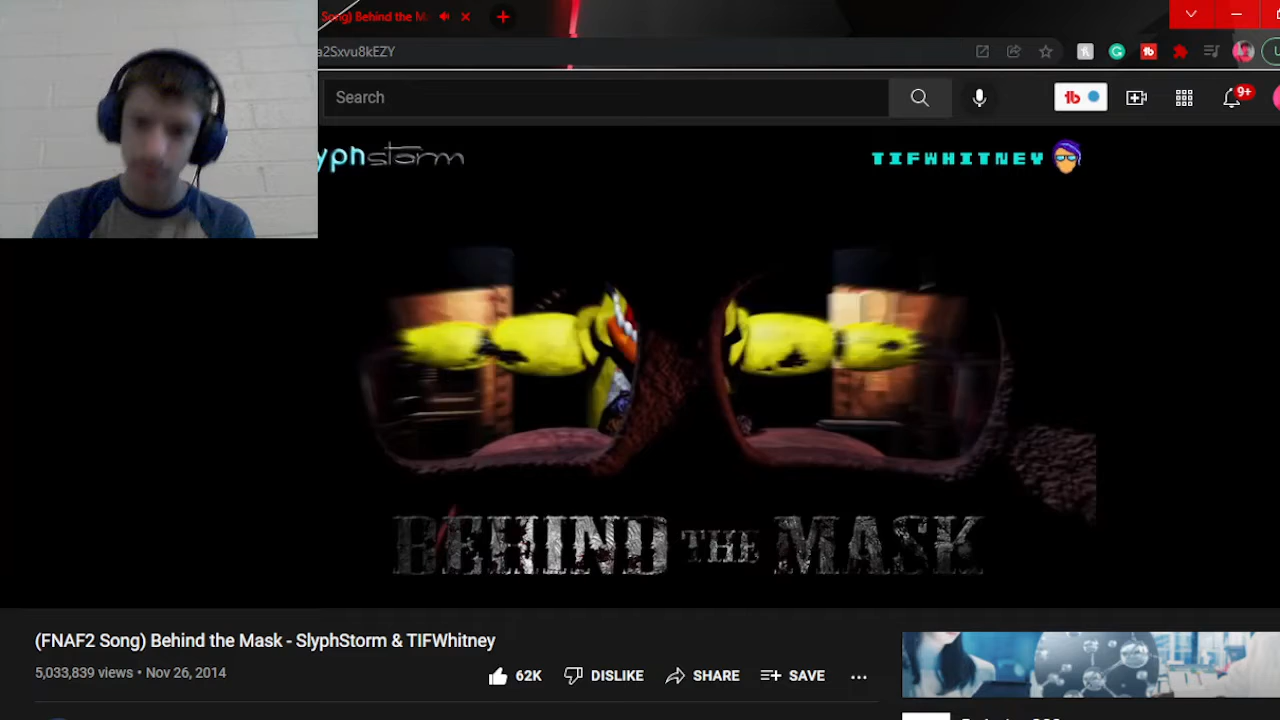 Song) Behind the M
a2Sxvu8kEZY
Search
9+
yphstorm
TIFWHITNEY
BEHIND THE MASK
(FNAF2 Song) Behind the Mask - SlyphStorm & TIFWhitney
5,033,839 views • Nov 26, 2014
62K DISLIKE SHARE SAVE